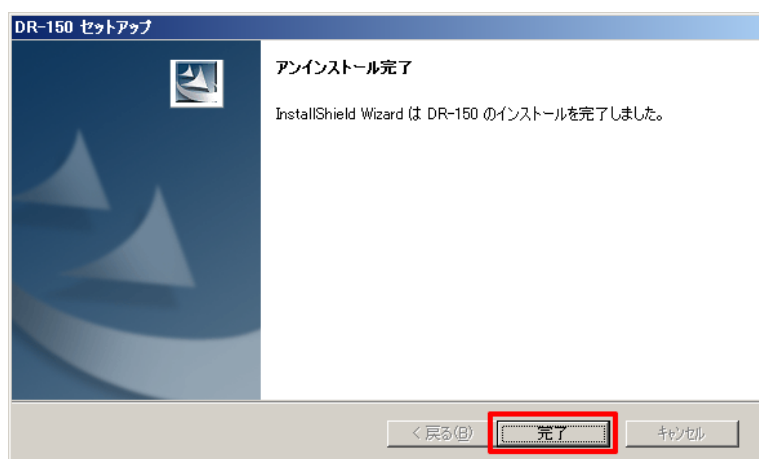 DR-150 セットアップ
アンインストール完了
InstallShield Wizard は DR-150 のインストールを完了しました。
< 戻る(B)
完了
キャンセル